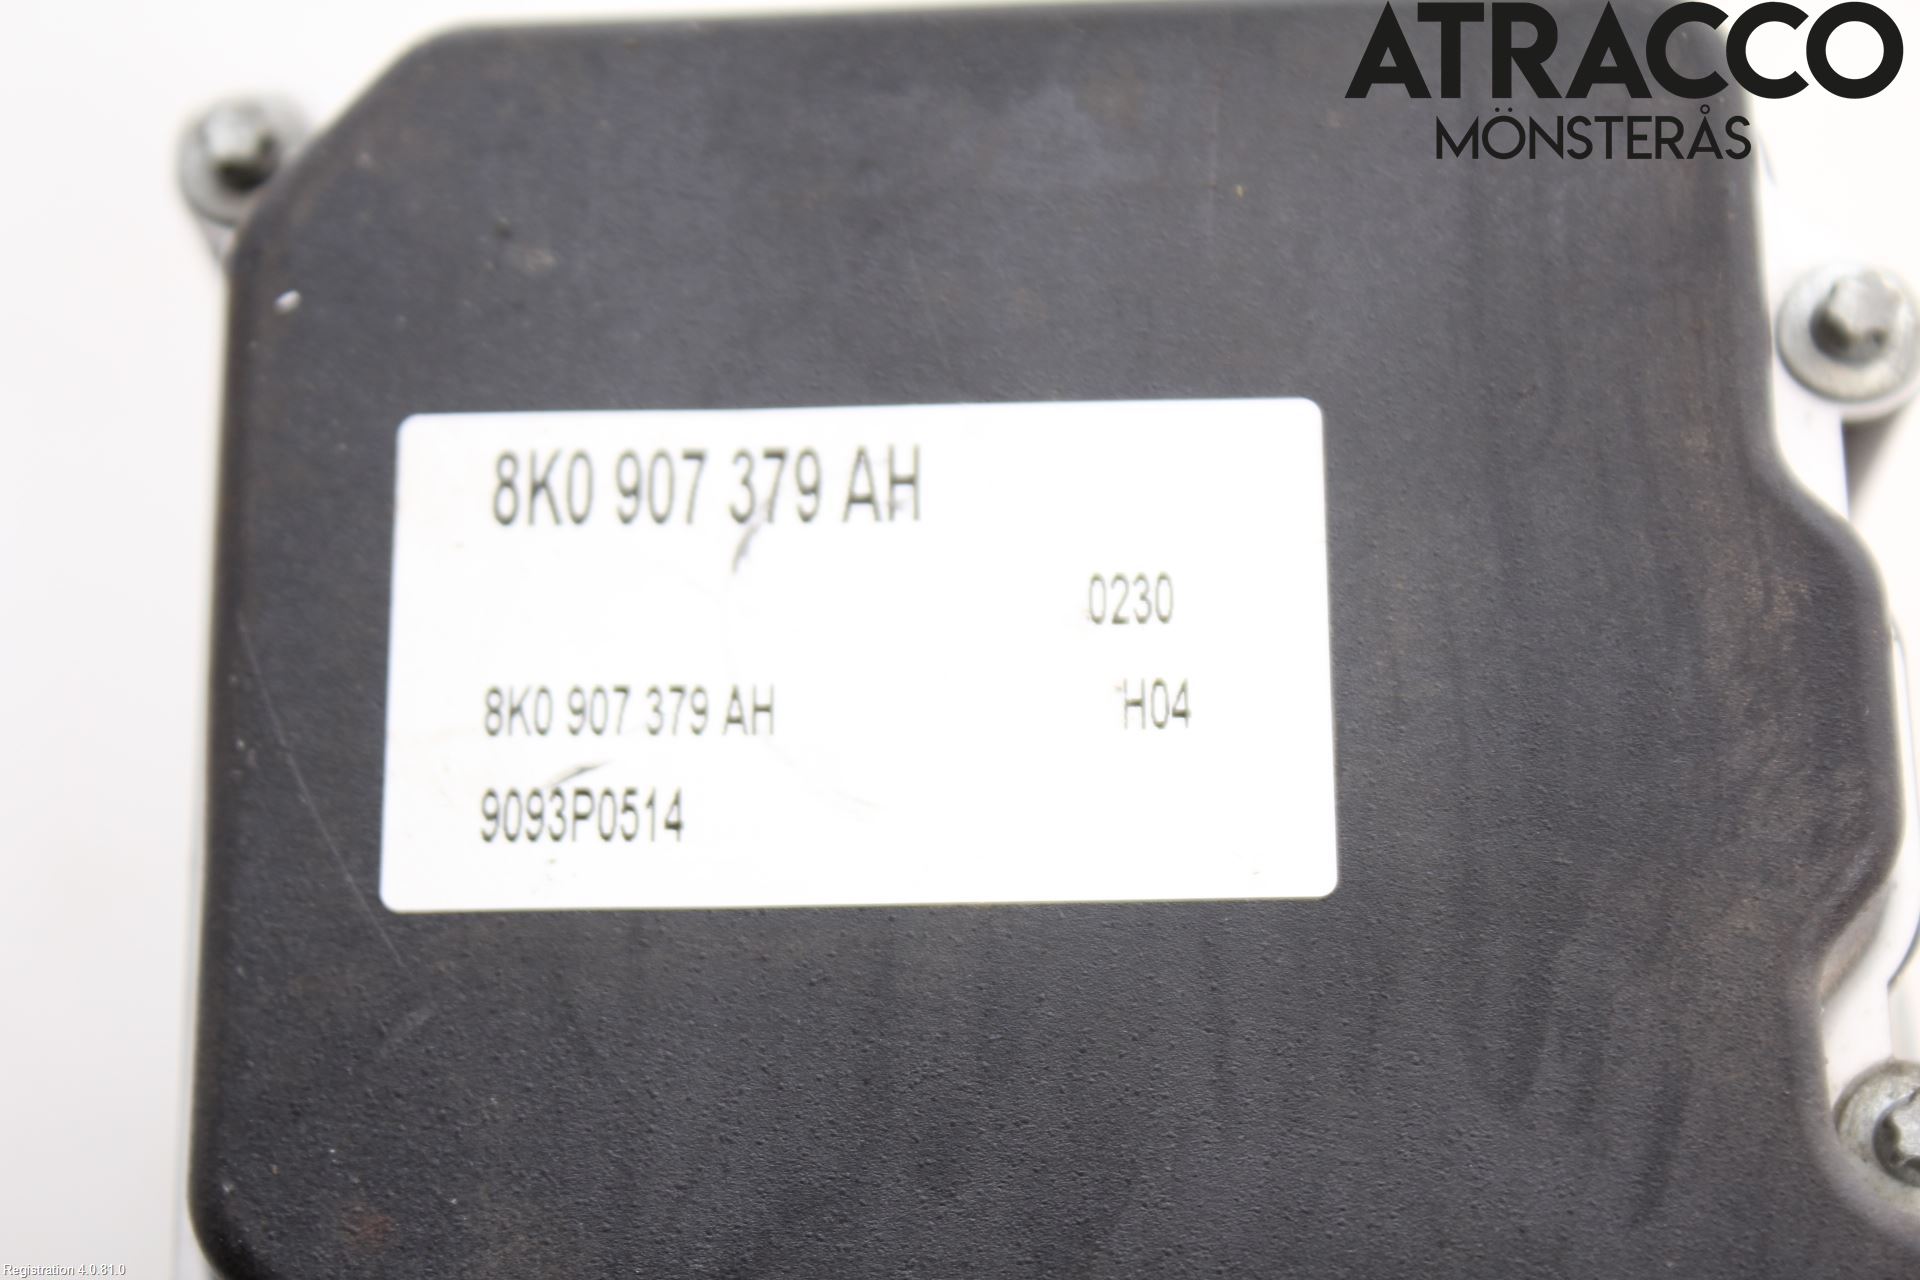 ATRACCO
MÖNSTERÅS
8K0 907 379 AH
0230
8K0 907 379 AH H04
9093P0514
Registration 4.0.81.0